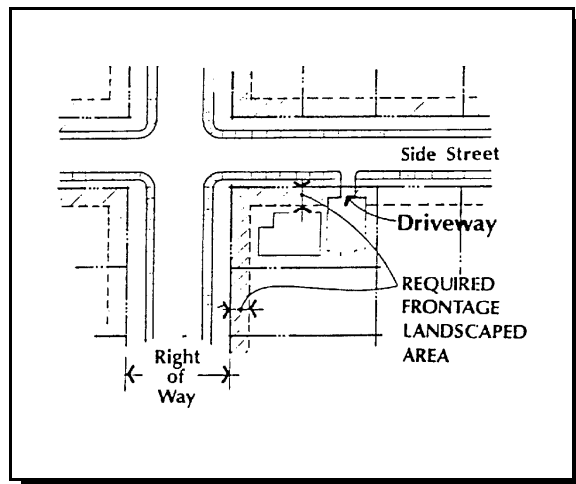 Side Street
Driveway
REQUIRED
FRONTAGE
LANDSCAPED
AREA
Right
of
Way